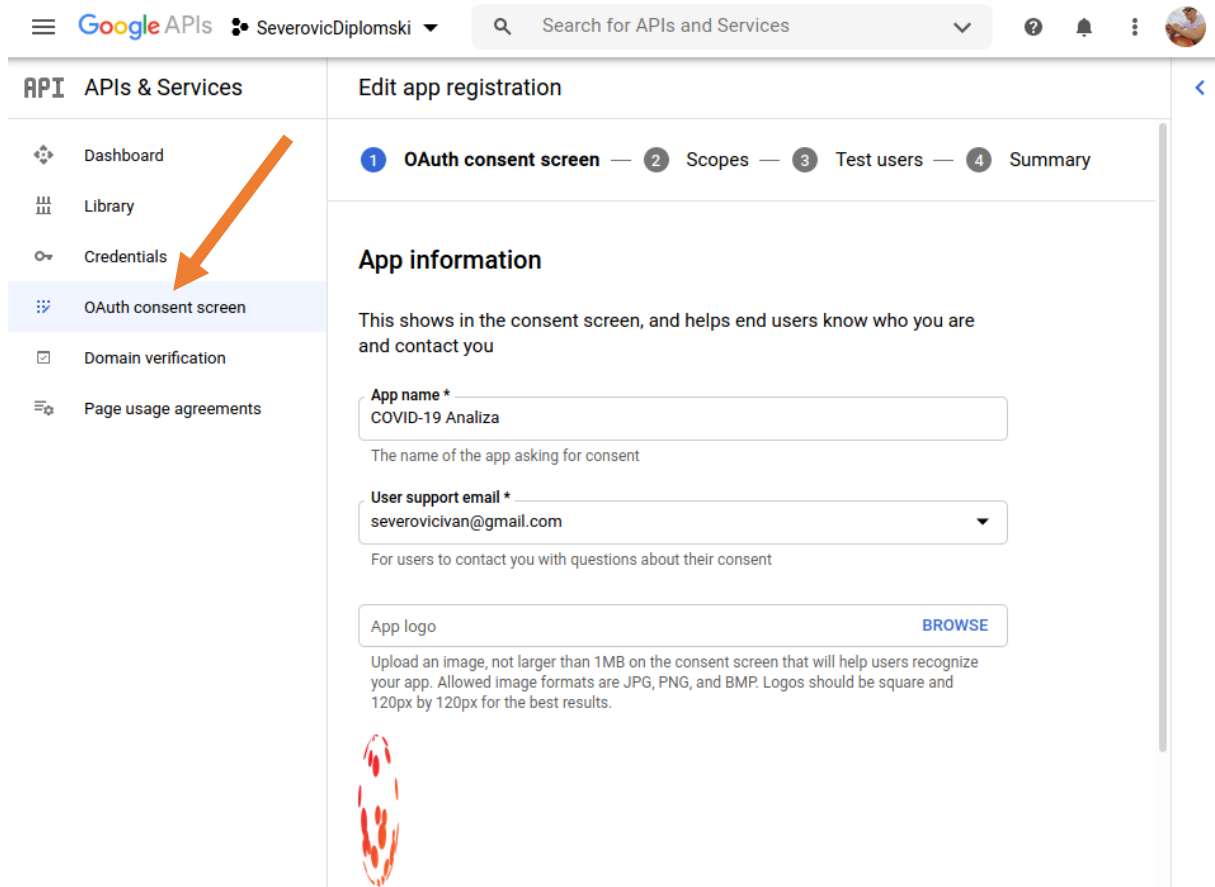 Google APIs SeverovicDiplomski Search for APIs and Services
API APIs & Services
Edit app registration
Dashboard
Library
Credentials
OAuth consent screen
Domain verification
Page usage agreements
1 OAuth consent screen — 2 Scopes — 3 Test users — 4 Summary
App information
This shows in the consent screen, and helps end users know who you are
and contact you
App name *
COVID-19 Analiza
The name of the app asking for consent
User support email *
severovicivan@gmail.com
For users to contact you with questions about their consent
App logo BROWSE
Upload an image, not larger than 1MB on the consent screen that will help users recognize
your app. Allowed image formats are JPG, PNG, and BMP. Logos should be square and
120px by 120px for the best results.